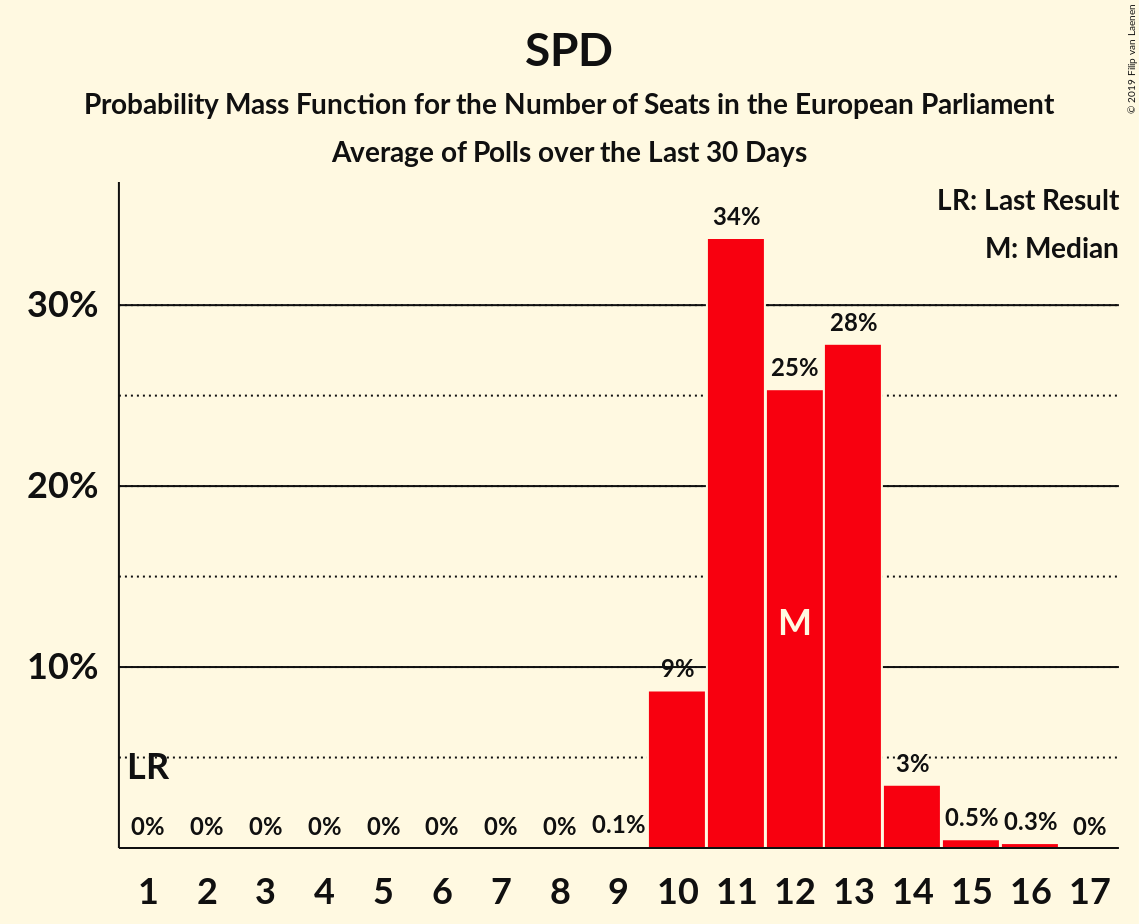 SPD
Probability Mass Function for the Number of Seats in the European Parliament
Average of Polls over the Last 30 Days
© 2019 Filip van Laenen
LR: Last Result
M: Median
34%
30%
28%
25%
20%
M
10%
9%
LR
3%
0% 0% 0% 0% 0% 0% 0% 0% 0.1% 0.5% 0.3% 0%
1 2 3 4 5 6 7 8 9 10 11 12 13 14 15 16 17